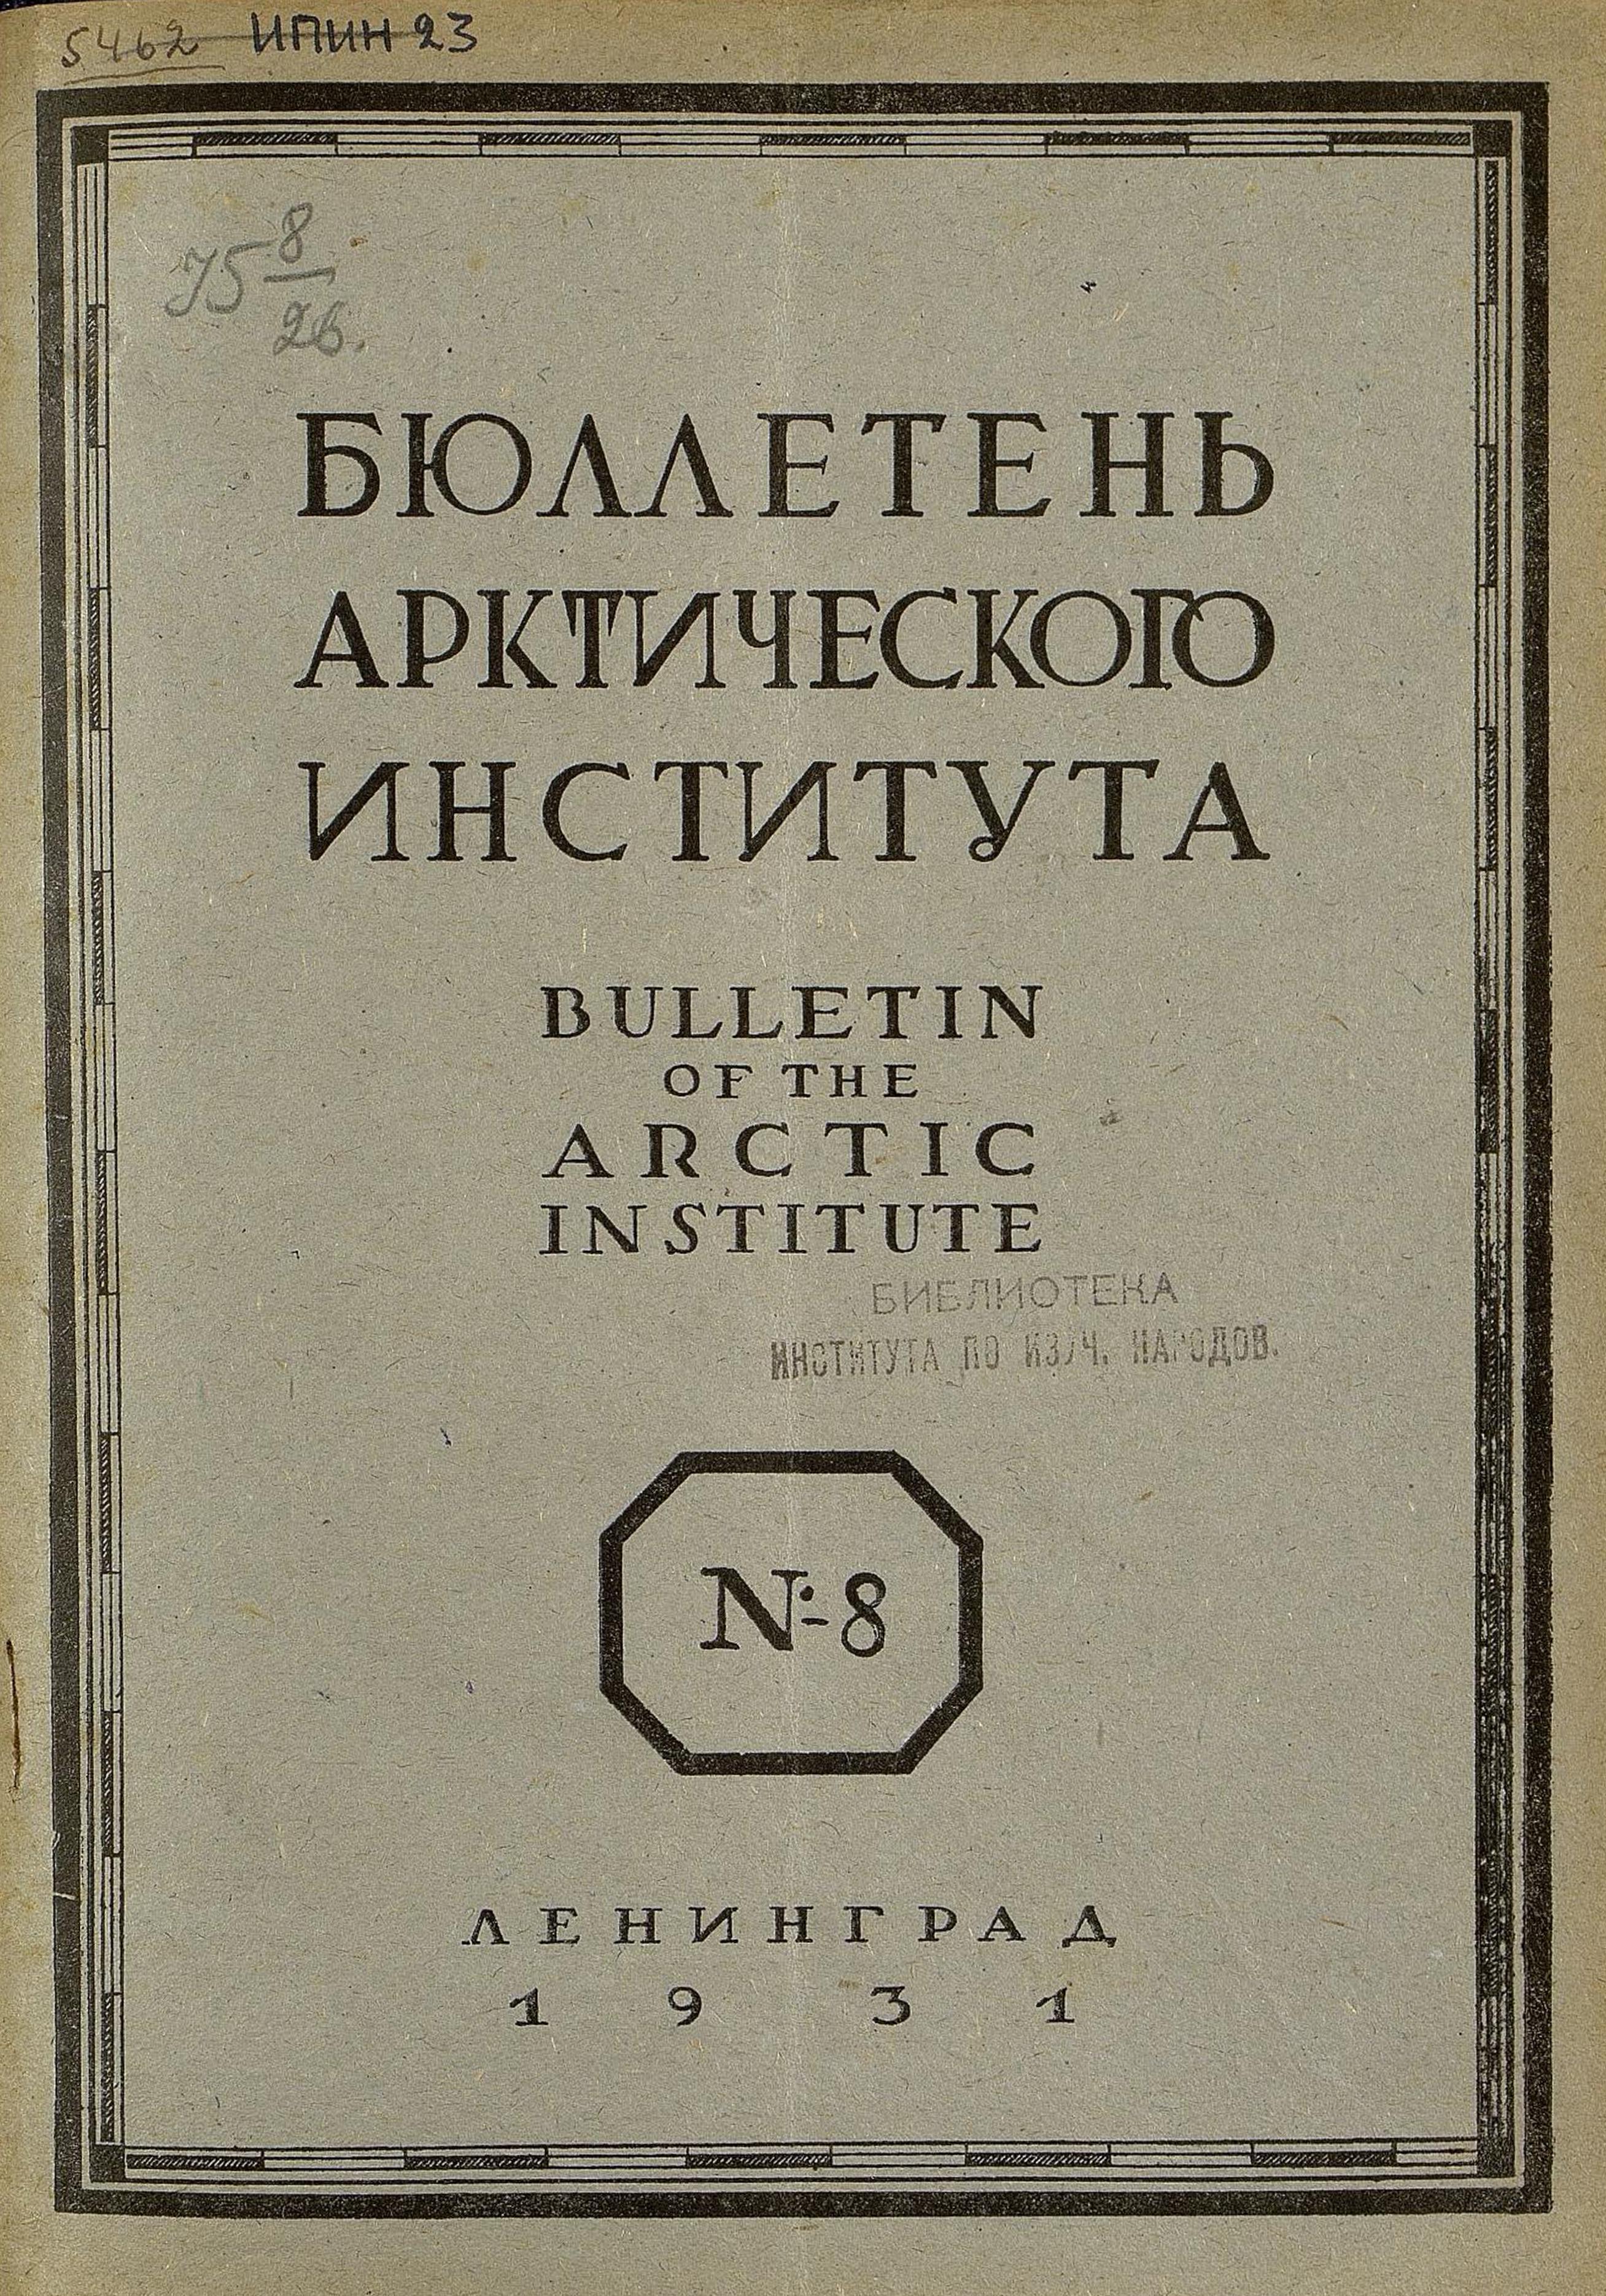 5462 ИПИН 23
75 8
26.
БЮЛЛЕТЕНЬ
АРКТИЧЕСКОГО
ИНСТИТУТА
BULLETIN
OF THE
ARCTIC
INSTITUTE
БИБЛИОТЕКА
ИНСТИТУТА ПО ИЗУЧ. НАРОДОВ.
№ 8
ЛЕНИНГРАД
1931